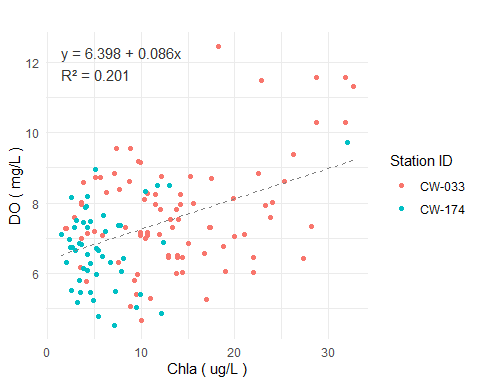 y = 6.398 + 0.086x
R² = 0.201
12
10
8
6
DO ( mg/L )
0
10
20
30
Chla ( ug/L )
Station ID
CW-033
CW-174